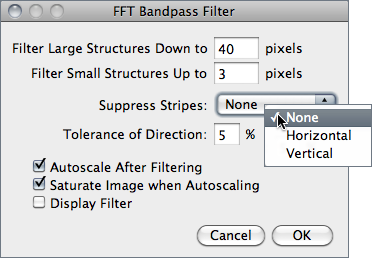 FFT Bandpass Filter
Filter Large Structures Down to 40 pixels
Filter Small Structures Up to 3 pixels
Suppress Stripes: None
None
Horizontal
Vertical
Tolerance of Direction: 5 %
Autoscale After Filtering
Saturate Image when Autoscaling
Display Filter
Cancel OK